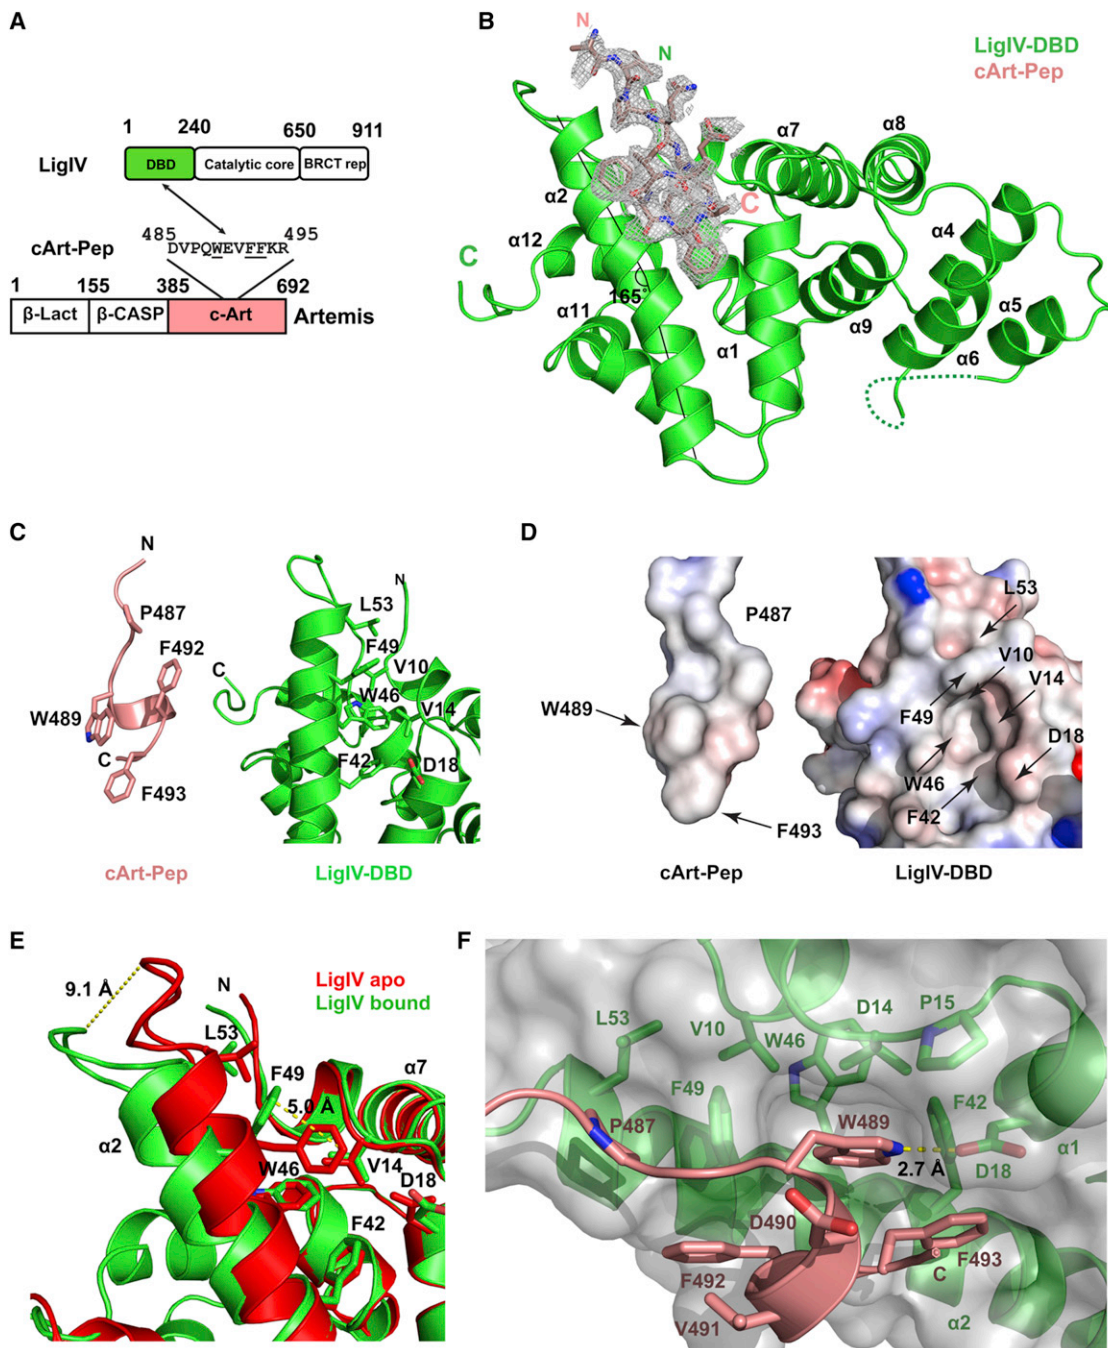 A
1 240 650 911
LigIV DBD Catalytic core BRCT rep
485 495
cArt-Pep DVPQWEVFFKR
1 155 385 692
β-Lact β-CASP c-Art Artemis
B
LigIV-DBD
cArt-Pep
N
N
α7
α8
α2
C
α4
α12
C
165°
α5
α11
α9
α1
α6
C
N
P487
F492
W489
C
F493
cArt-Pep
N
L53
F49
C
V10
W46
V14
F42
D18
LigIV-DBD
D
P487
W489
F493
cArt-Pep
L53
V10
V14
F49
D18
W46
F42
LigIV-DBD
E
LigIV apo
LigIV bound
9.1 Å
N
L53
F49
α7
5.0 Å
α2
V14
W46
D18
F42
F
D14
P15
L53
V10
W46
F49
F42
P487
W489
α1
2.7 Å
D18
D490
F492
F493
C
V491
α2